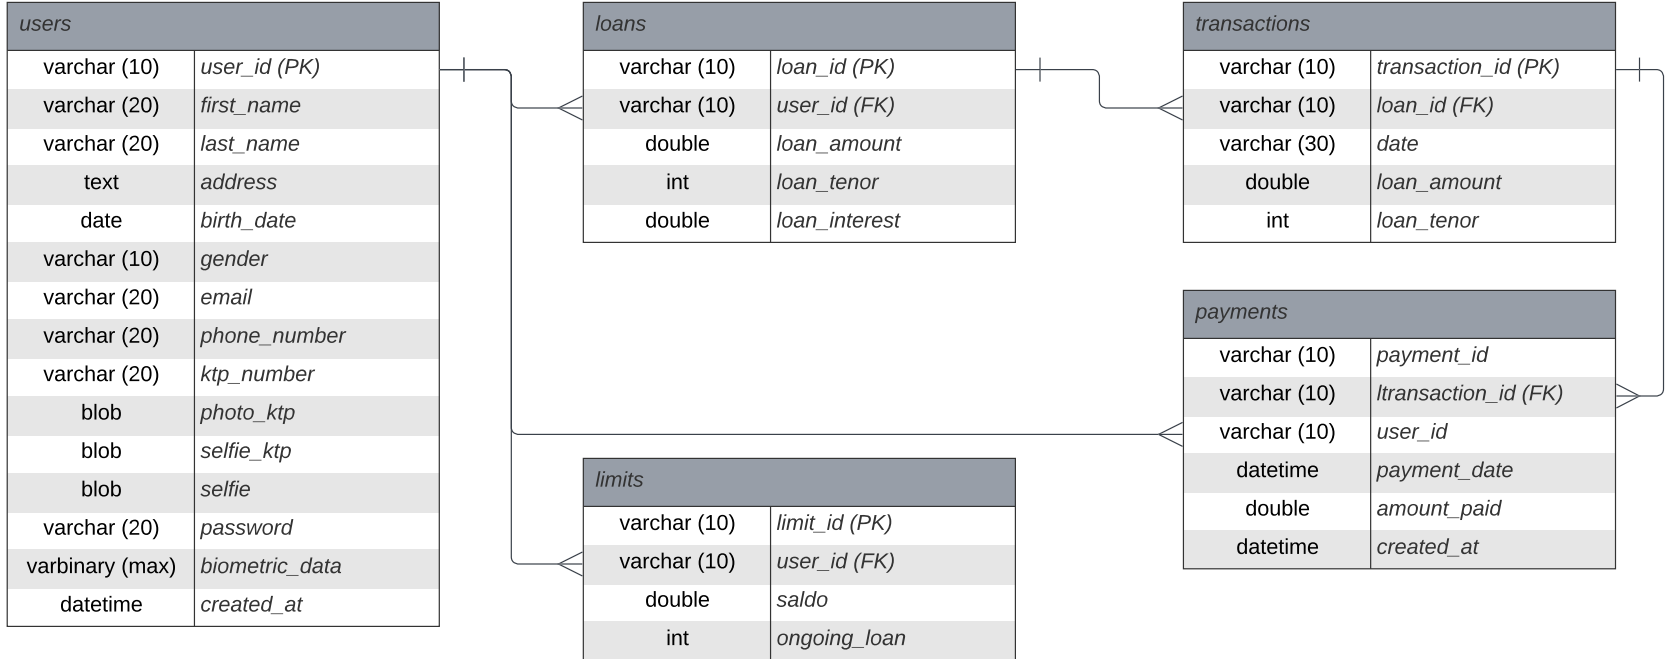 users
varchar (10) user_id (PK)
varchar (20) first_name
varchar (20) last_name
text address
date birth_date
varchar (10) gender
varchar (20) email
varchar (20) phone_number
varchar (20) ktp_number
blob photo_ktp
blob selfie_ktp
blob selfie
varchar (20) password
varbinary (max) biometric_data
datetime created_at
loans
varchar (10) loan_id (PK)
varchar (10) user_id (FK)
double loan_amount
int loan_tenor
double loan_interest
limits
varchar (10) limit_id (PK)
varchar (10) user_id (FK)
double saldo
int ongoing_loan
transactions
varchar (10) transaction_id (PK)
varchar (10) loan_id (FK)
varchar (30) date
double loan_amount
int loan_tenor
payments
varchar (10) payment_id
varchar (10) ltransaction_id (FK)
varchar (10) user_id
datetime payment_date
double amount_paid
datetime created_at